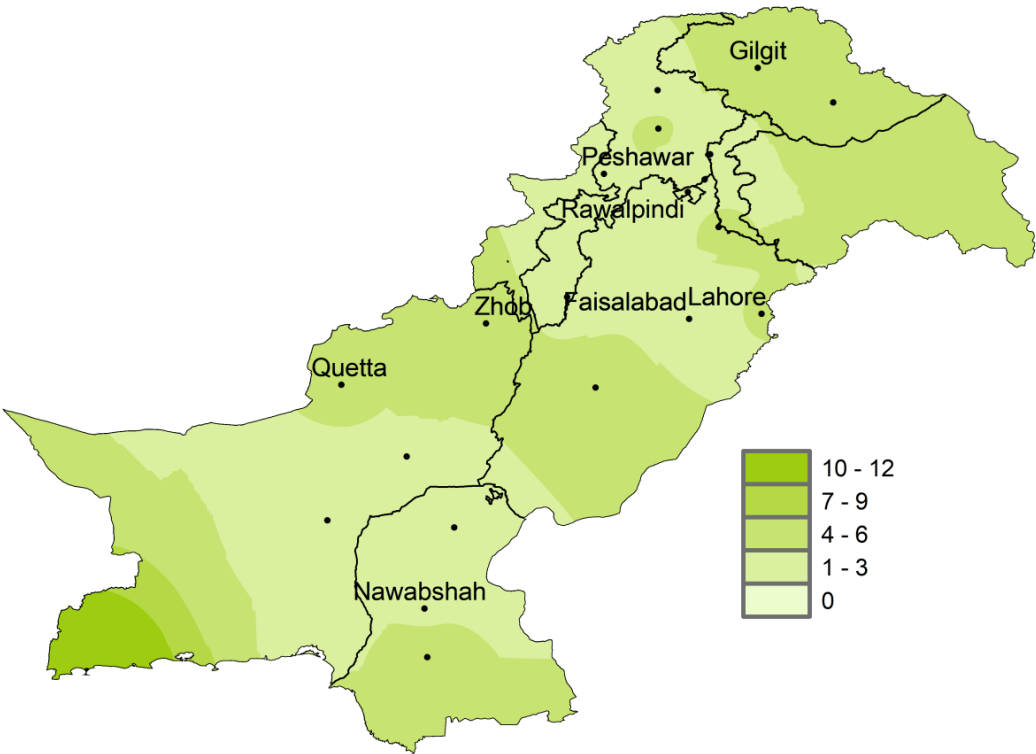 Gilgit
Peshawar
Rawalpindi
Zhob
Faisalabad
Lahore
Quetta
Nawabshah
10 - 12
7 - 9
4 - 6
1 - 3
0